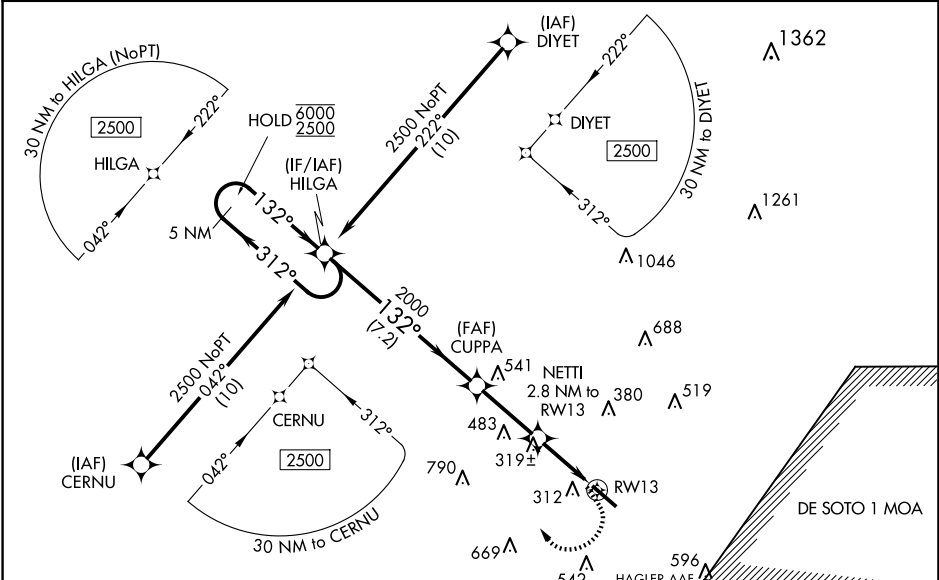 (IAF)
DIYET
1362
30 NM to HILGA (NoPT)
222°
2500
HILGA
042°
HOLD 6000
2500
(IF/IAF)
HILGA
2500 NoPT
222°
(10)
222°
DIYET
2500
312°
30 NM to DIYET
132°
5 NM
312°
1261
1046
2000
132°
(7.2)
(FAF)
CUPPA
688
541
NETTI
2.8 NM to
RW13
380
519
2500 NoPT
042°
(10)
CERNU
042°
312°
2500
30 NM to CERNU
(IAF)
CERNU
483
319±
790
312
RW13
DE SOTO 1 MOA
669
542
596
HAGLER AAF